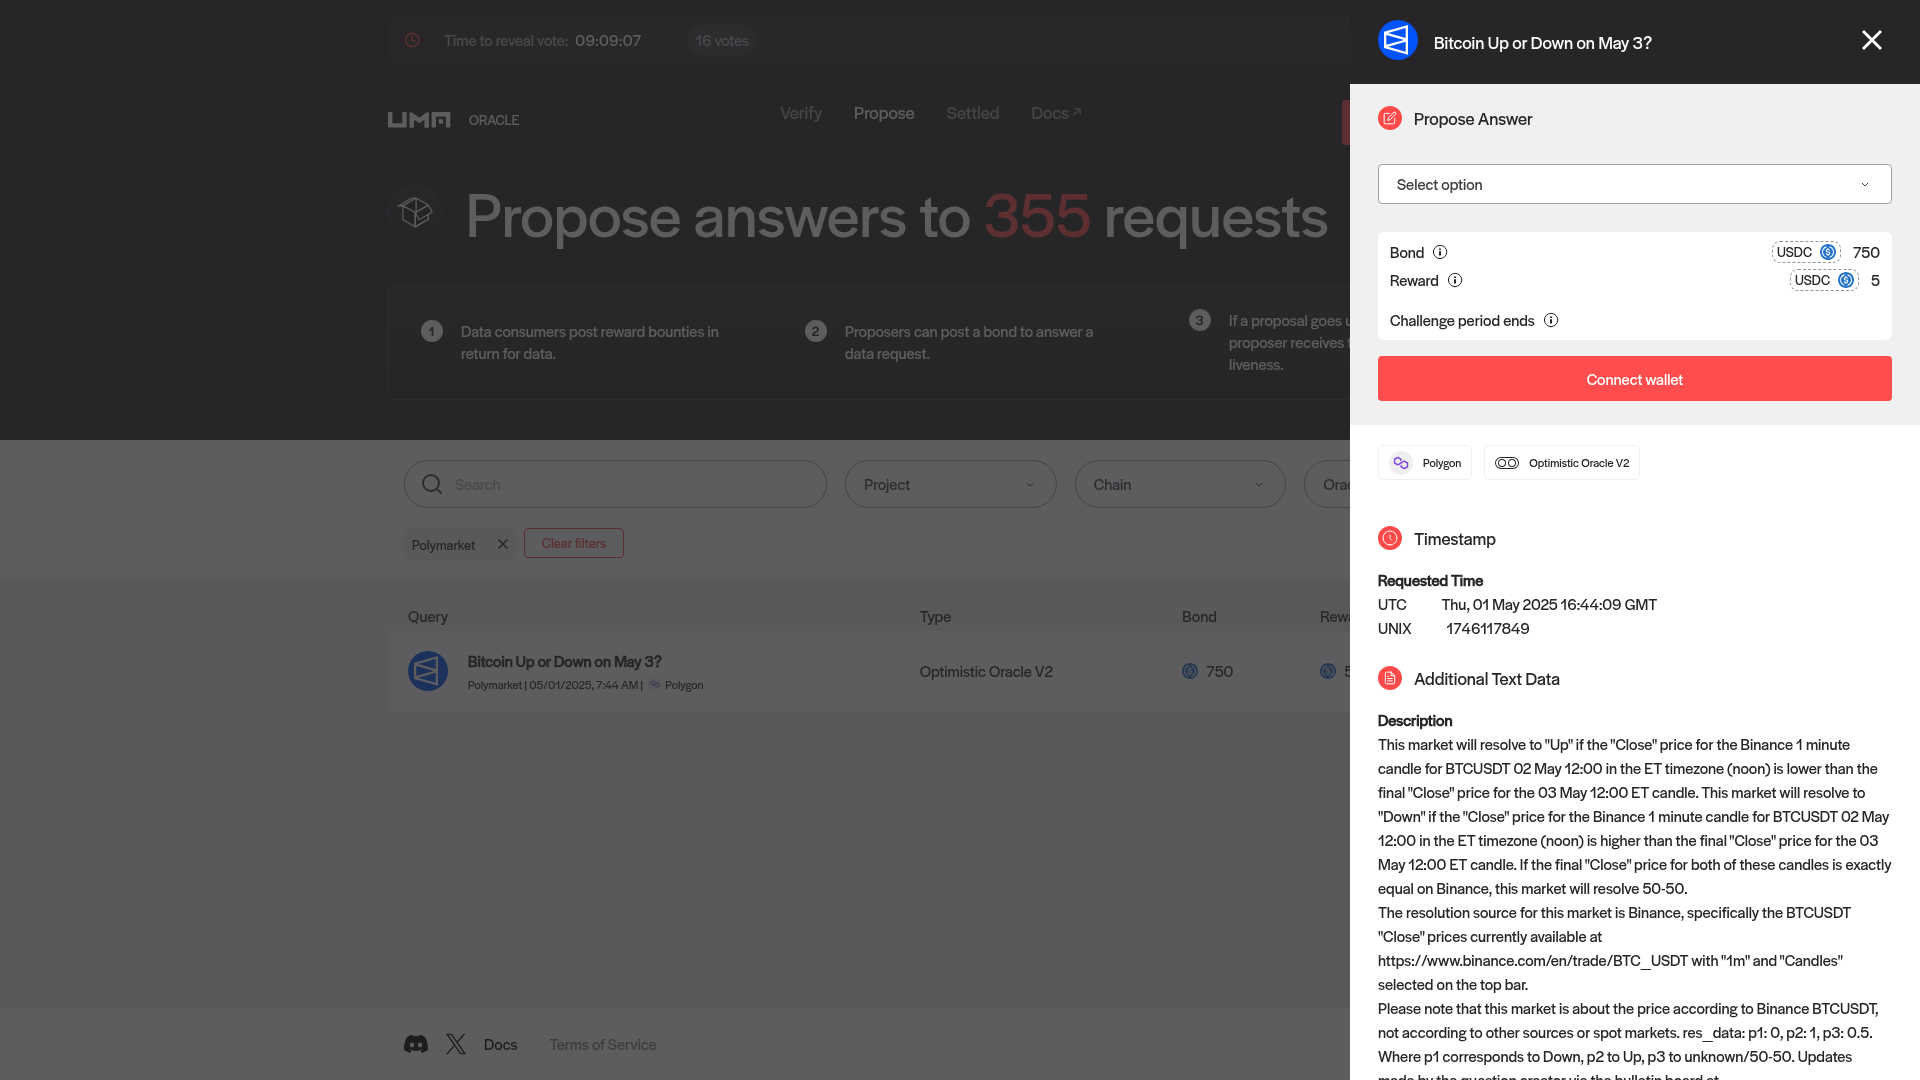 Time to reveal vote: 09:09:07 16 votes
UMA ORACLE
Verify Propose Settled Docs
Propose answers to 355 requests
1 Data consumers post reward bounties in
return for data.
2 Proposers can post a bond to answer a
data request.
3 If a proposal goes
proposer receives
liveness.
Search
Project
Chain
Polymarket
Clear filters
Query Type Bond
Bitcoin Up or Down on May 3?
Polymarket | 05/01/2025, 7:44 AM | Polygon
Optimistic Oracle V2
750
Docs Terms of Service
Bitcoin Up or Down on May 3?
Propose Answer
Select option
Bond USDC 750
Reward USDC 5
Challenge period ends
Connect wallet
Polygon Optimistic Oracle V2
Timestamp
Requested Time
UTC Thu, 01 May 2025 16:44:09 GMT
UNIX 1746117849
Additional Text Data
Description
This market will resolve to "Up" if the "Close" price for the Binance 1 minute
candle for BTCUSDT 02 May 12:00 in the ET timezone (noon) is lower than the
final "Close" price for the 03 May 12:00 ET candle. This market will resolve to
"Down" if the "Close" price for the Binance 1 minute candle for BTCUSDT 02 May
12:00 in the ET timezone (noon) is higher than the final "Close" price for the 03
May 12:00 ET candle. If the final "Close" price for both of these candles is exactly
equal on Binance, this market will resolve 50-50.
The resolution source for this market is Binance, specifically the BTCUSDT
"Close" prices currently available at
https://www.binance.com/en/trade/BTC_USDT with "1m" and "Candles"
selected on the top bar.
Please note that this market is about the price according to Binance BTCUSDT,
not according to other sources or spot markets. res_data: p1: 0, p2: 1, p3: 0.5.
Where p1 corresponds to Down, p2 to Up, p3 to unknown/50-50. Updates
made by the question creator via the bulletin board at